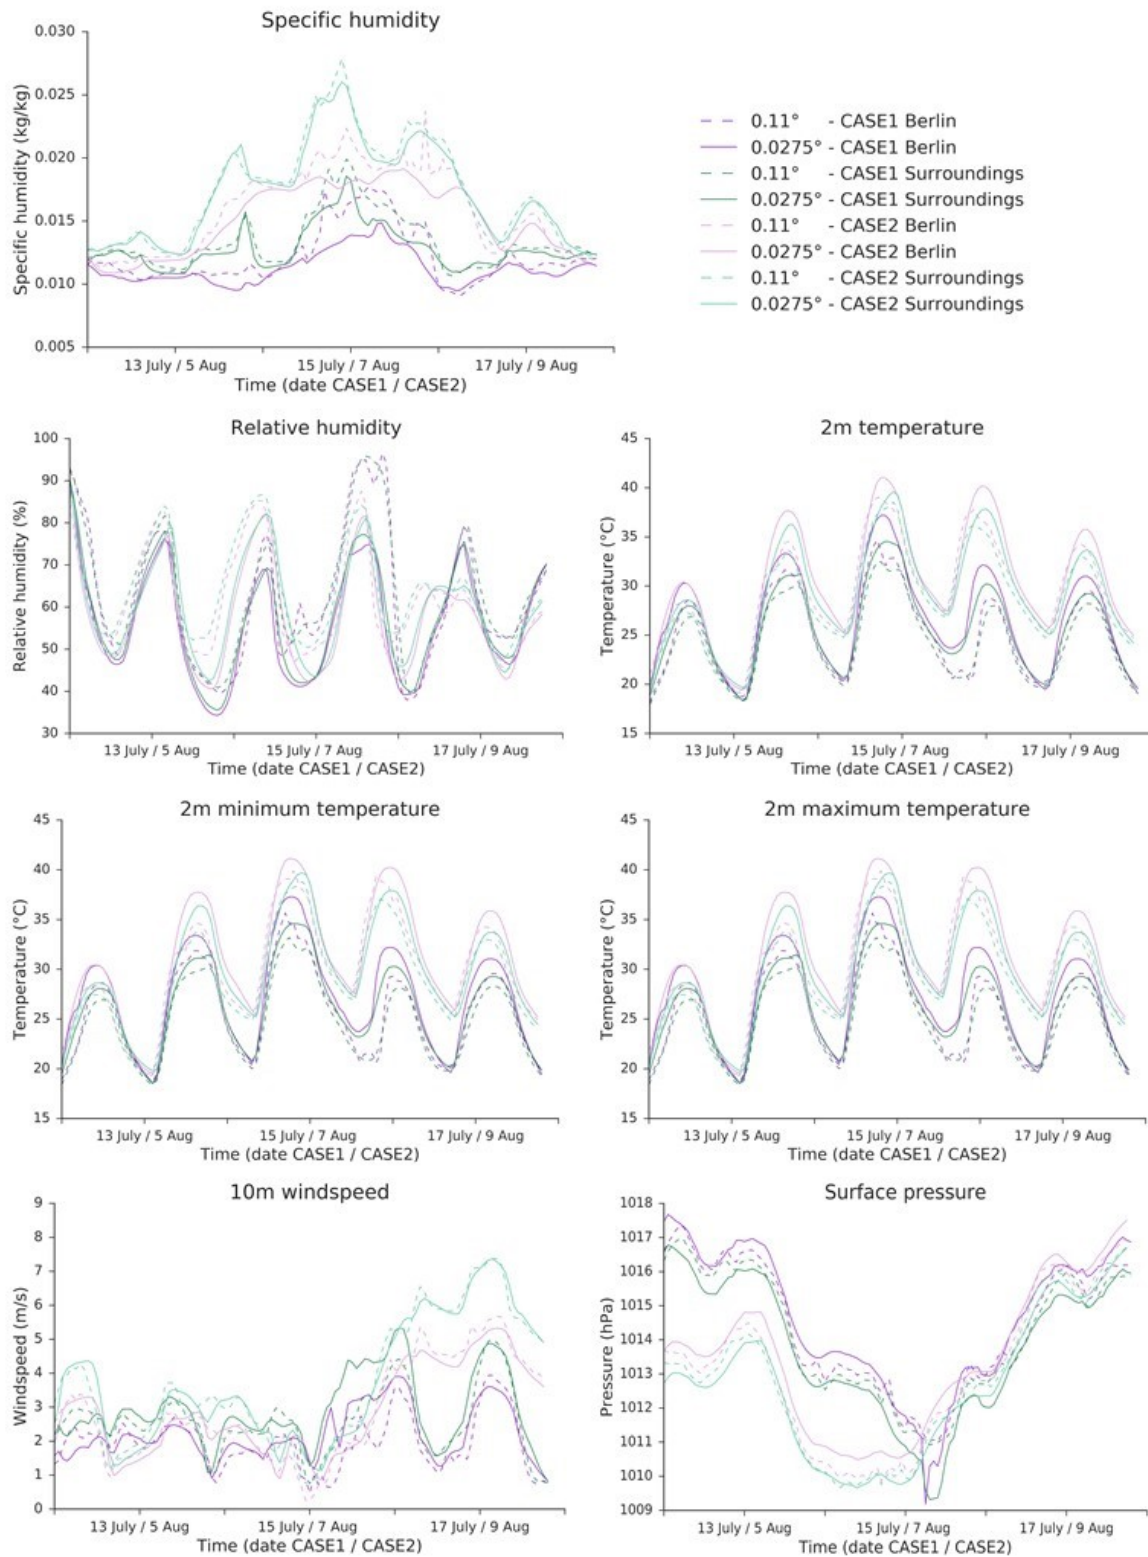 Specific humidity
0.030
0.025
0.020
0.015
0.010
0.005
Specific humidity (kg/kg)
13 July / 5 Aug
15 July / 7 Aug
17 July / 9 Aug
Time (date CASE1 / CASE2)
0.11° - CASE1 Berlin
0.0275° - CASE1 Berlin
0.11° - CASE1 Surroundings
0.0275° - CASE1 Surroundings
0.11° - CASE2 Berlin
0.0275° - CASE2 Berlin
0.11° - CASE2 Surroundings
0.0275° - CASE2 Surroundings
Relative humidity
100
90
80
70
60
50
40
30
Relative humidity (%)
13 July / 5 Aug
15 July / 7 Aug
17 July / 9 Aug
Time (date CASE1 / CASE2)
2m temperature
45
40
35
30
25
20
15
Temperature (°C)
13 July / 5 Aug
15 July / 7 Aug
17 July / 9 Aug
Time (date CASE1 / CASE2)
2m minimum temperature
45
40
35
30
25
20
15
Temperature (°C)
13 July / 5 Aug
15 July / 7 Aug
17 July / 9 Aug
Time (date CASE1 / CASE2)
2m maximum temperature
45
40
35
30
25
20
15
Temperature (°C)
13 July / 5 Aug
15 July / 7 Aug
17 July / 9 Aug
Time (date CASE1 / CASE2)
10m windspeed
9
8
7
6
5
4
3
2
1
0
Windspeed (m/s)
13 July / 5 Aug
15 July / 7 Aug
17 July / 9 Aug
Time (date CASE1 / CASE2)
Surface pressure
1018
1017
1016
1015
1014
1013
1012
1011
1010
1009
Pressure (hPa)
13 July / 5 Aug
15 July / 7 Aug
17 July / 9 Aug
Time (date CASE1 / CASE2)